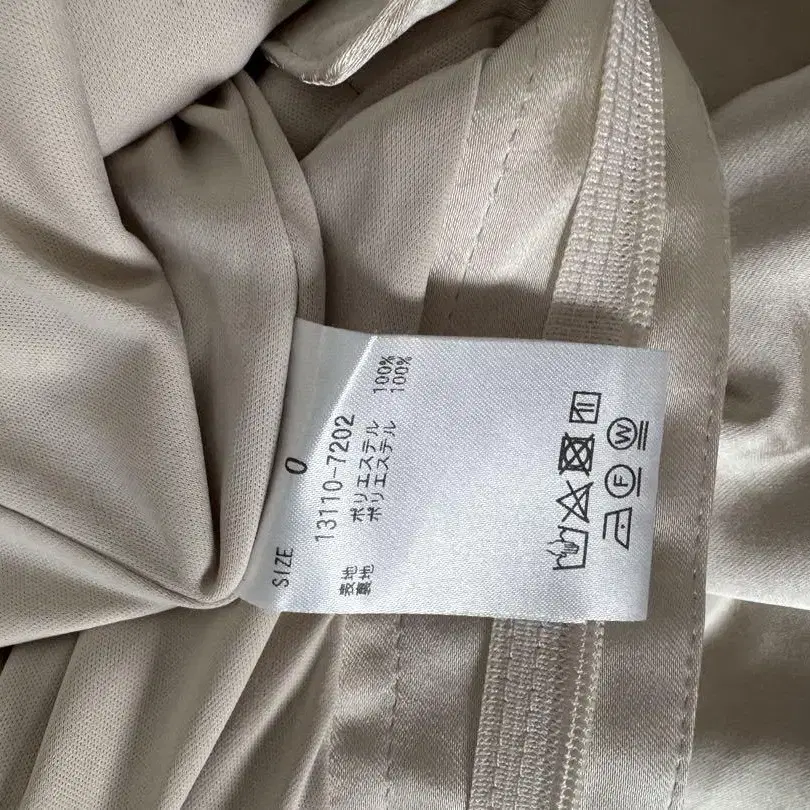 SIZE 0
13110-7202
表地 ポリエステル 100%
裏地 ポリエステル 100%
W
F